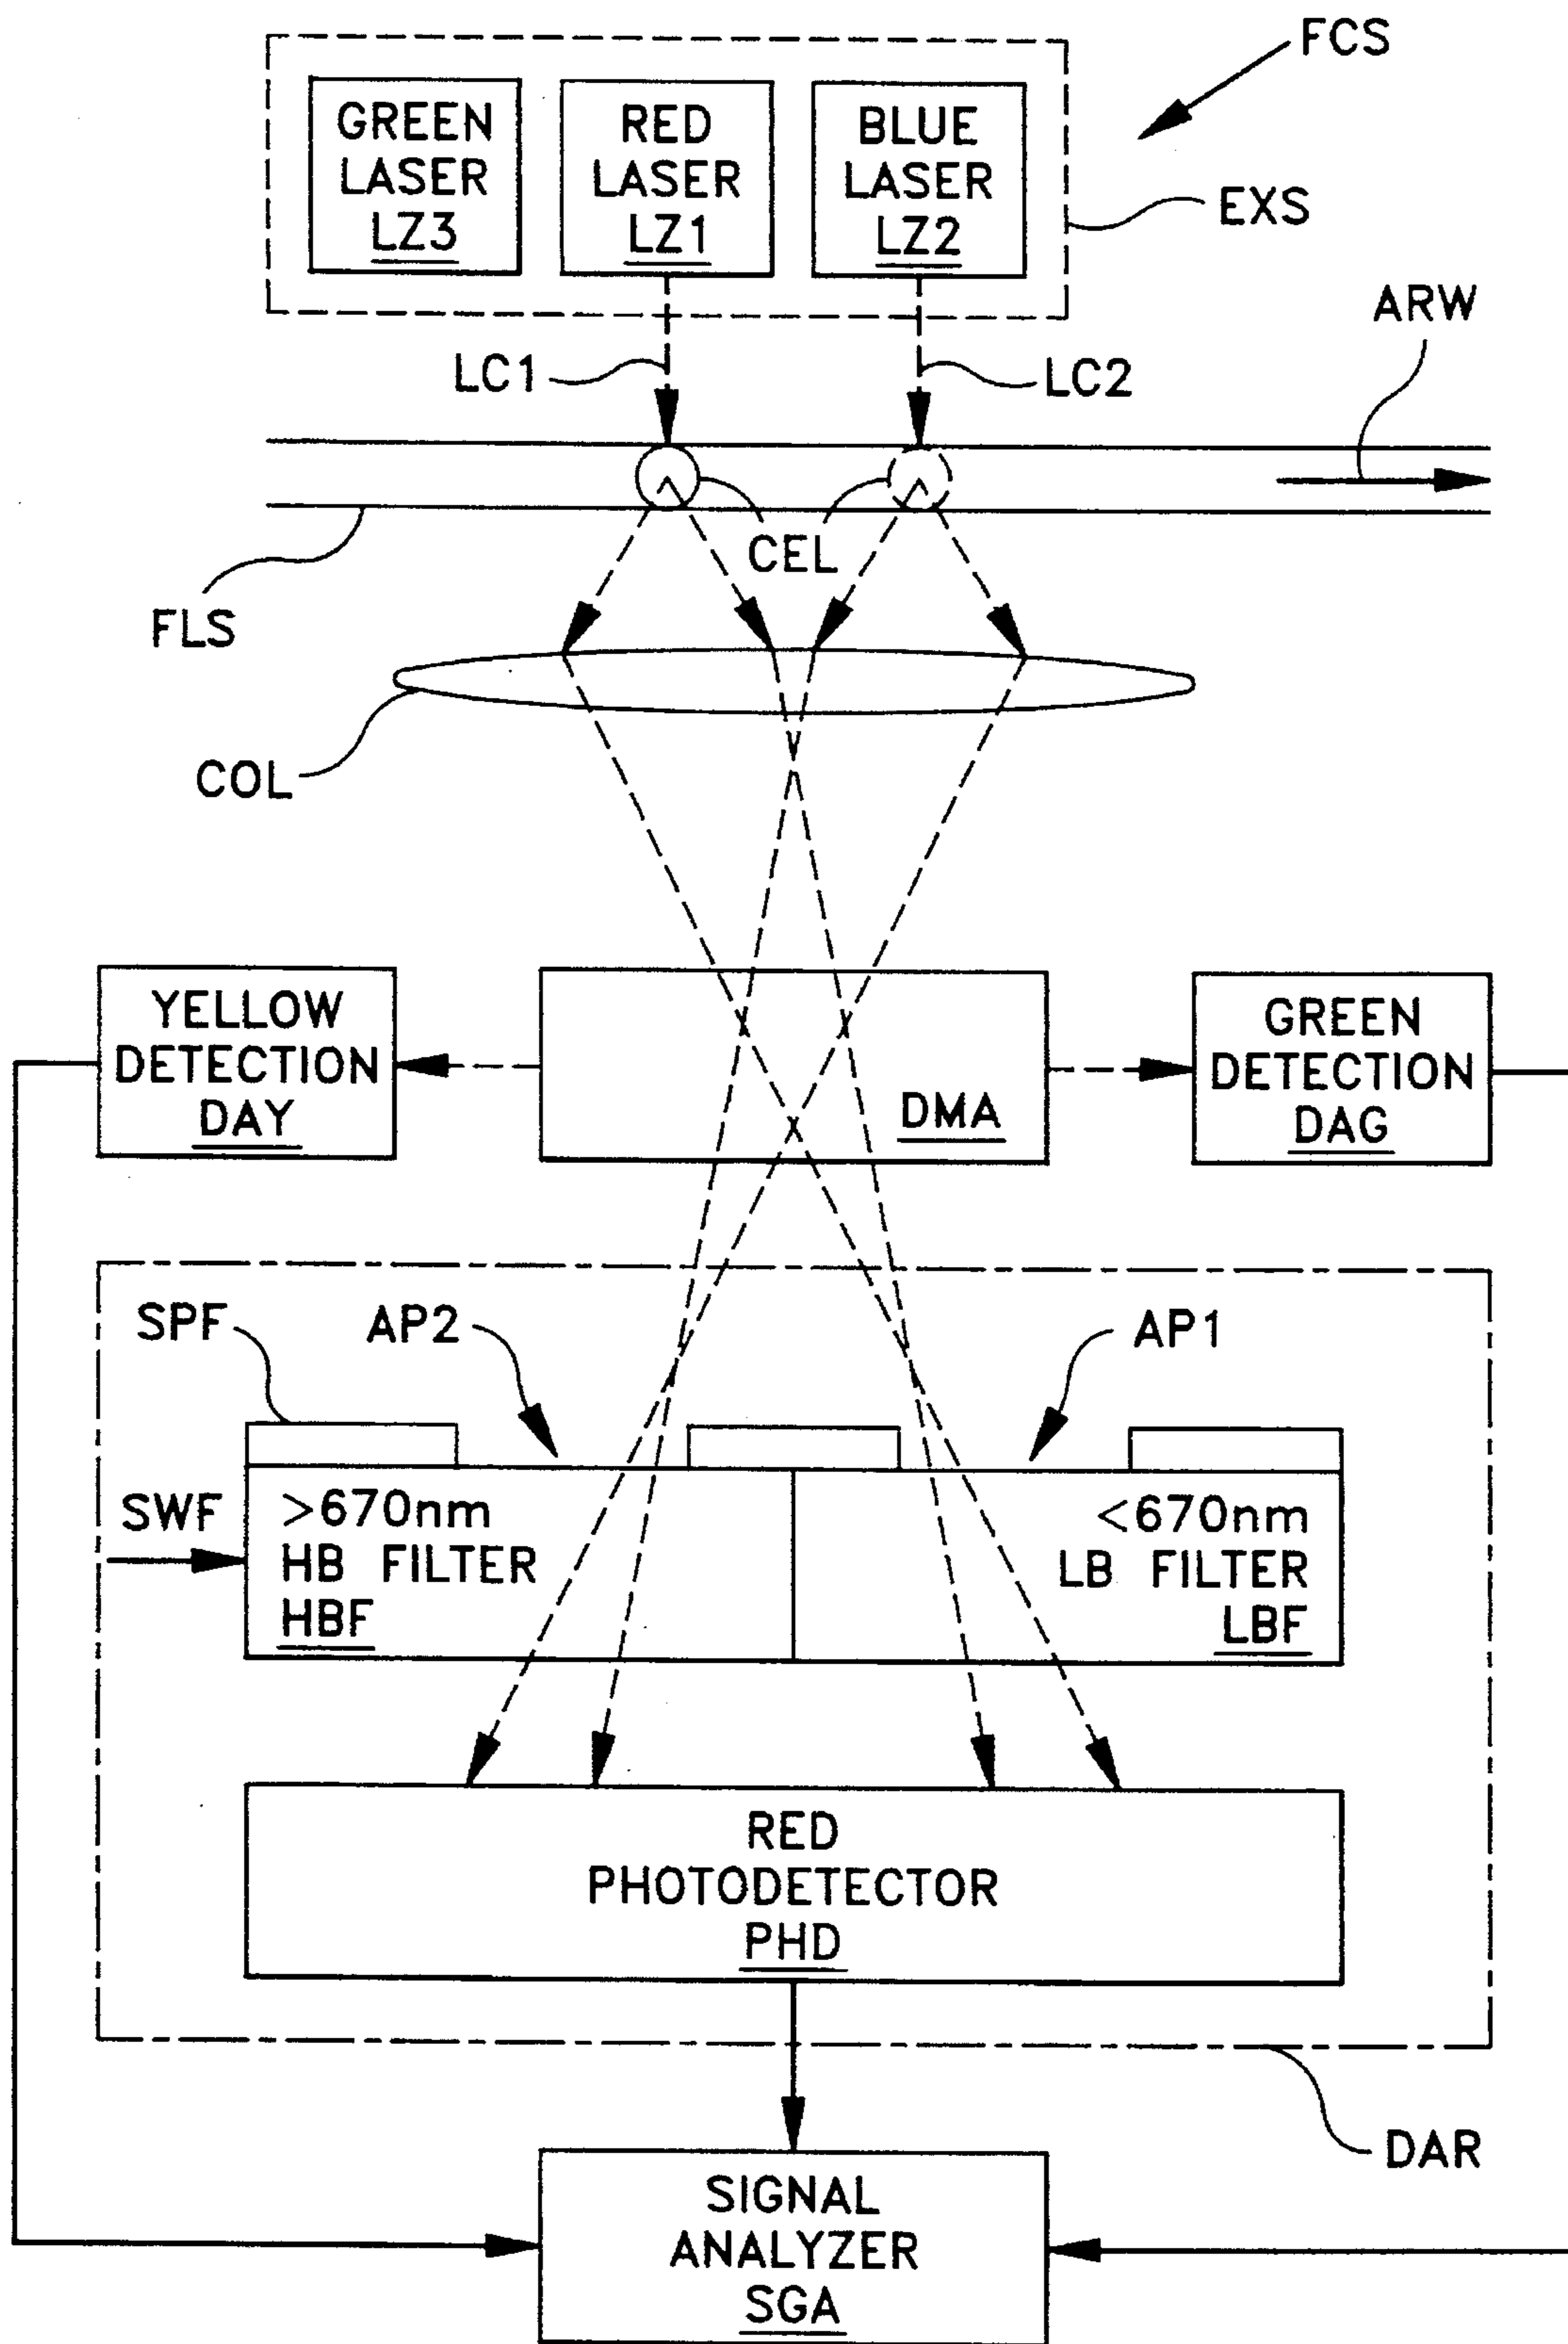 FCS
GREEN
LASER
LZ3
RED
LASER
LZ1
BLUE
LASER
LZ2
EXS
ARW
LC1
LC2
CEL
FLS
COL
YELLOW
DETECTION
DAY
DMA
GREEN
DETECTION
DAG
SPF
AP2
AP1
SWF
>670nm
HB FILTER
HBF
<670nm
LB FILTER
LBF
RED
PHOTODETECTOR
PHD
DAR
SIGNAL
ANALYZER
SGA